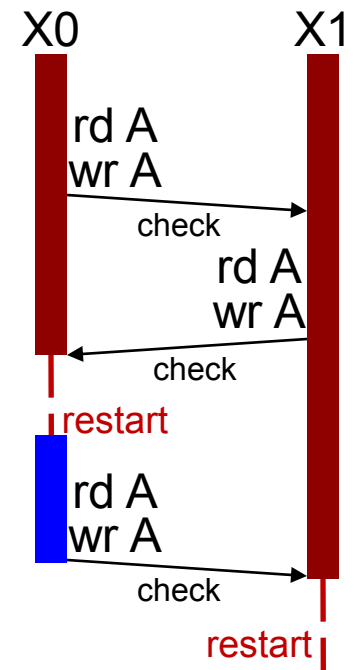 X0 X1
rd A
wr A
check
rd A
wr A
check
restart
rd A
wr A
check
restart